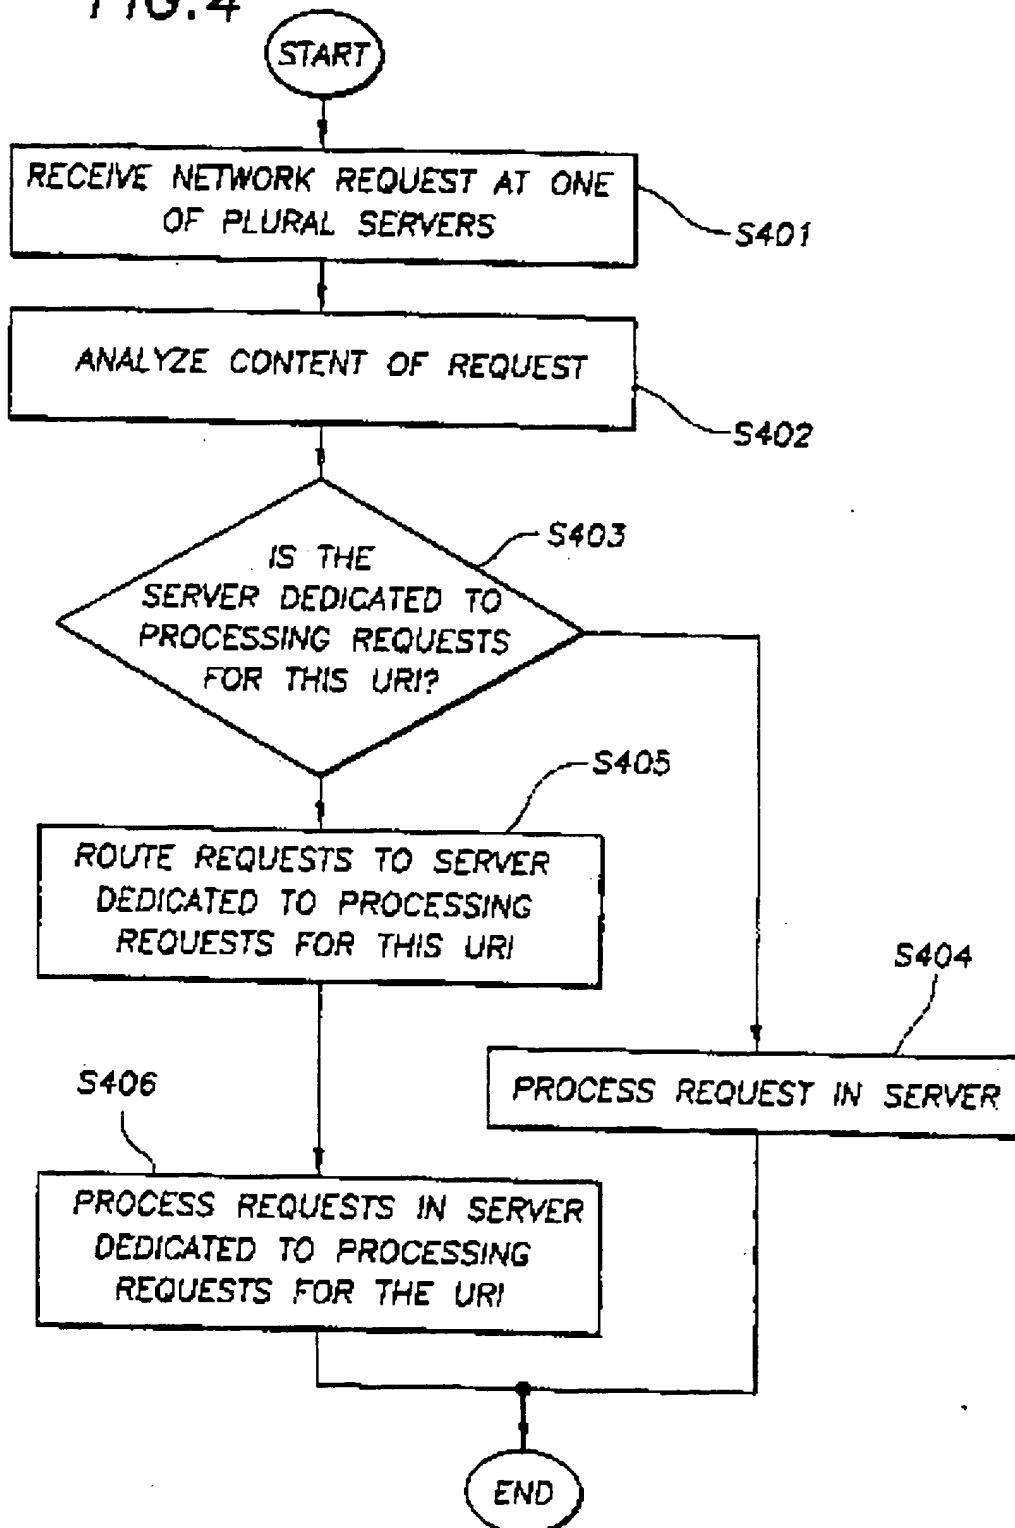 FIG. 4
START
RECEIVE NETWORK REQUEST AT ONE
OF PLURAL SERVERS
S401
ANALYZE CONTENT OF REQUEST
S402
S403
IS THE
SERVER DEDICATED TO
PROCESSING REQUESTS
FOR THIS URI?
S405
ROUTE REQUESTS TO SERVER
DEDICATED TO PROCESSING
REQUESTS FOR THIS URI
S404
PROCESS REQUEST IN SERVER
S406
PROCESS REQUESTS IN SERVER
DEDICATED TO PROCESSING
REQUESTS FOR THE URI
END